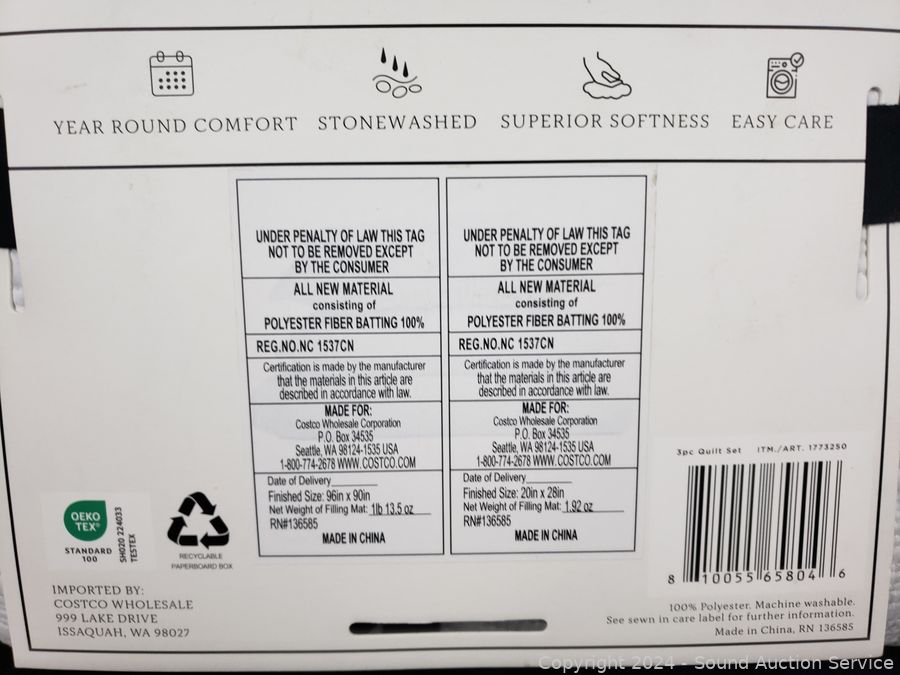 YEAR ROUND COMFORT
STONEWASHED
SUPERIOR SOFTNESS
EASY CARE
UNDER PENALTY OF LAW THIS TAG
NOT TO BE REMOVED EXCEPT
BY THE CONSUMER
ALL NEW MATERIAL
consisting of
POLYESTER FIBER BATTING 100%
REG.NO.NC 1537CN
Certification is made by the manufacturer
that the materials in this article are
described in accordance with law.
MADE FOR:
Costco Wholesale Corporation
P.O. Box 34535
Seattle, WA 98124-1535 USA
1-800-774-2678 WWW.COSTCO.COM
Date of Delivery
Finished Size: 96in x 90in
Net Weight of Filling Mat: 1lb 13.5 oz
RN#136585
MADE IN CHINA
UNDER PENALTY OF LAW THIS TAG
NOT TO BE REMOVED EXCEPT
BY THE CONSUMER
ALL NEW MATERIAL
consisting of
POLYESTER FIBER BATTING 100%
REG.NO.NC 1537CN
Certification is made by the manufacturer
that the materials in this article are
described in accordance with law.
MADE FOR:
Costco Wholesale Corporation
P.O. Box 34535
Seattle, WA 98124-1535 USA
1-800-774-2678 WWW.COSTCO.COM
Date of Delivery
Finished Size: 20in x 28in
Net Weight of Filling Mat: 1.92 oz
RN#136585
MADE IN CHINA
OEKO
TEX®
STANDARD
100
SH020 224033
TESTEX
RECYCLABLE
PAPERBOARD BOX
IMPORTED BY:
COSTCO WHOLESALE
999 LAKE DRIVE
ISSAQUAH, WA 98027
3pc Quilt Set ITM./ART. 1773250
8 10055 65804 6
100% Polyester. Machine washable.
See sewn in care label for further information.
Made in China, RN 136585
Copyright 2024 - Sound Auction Service